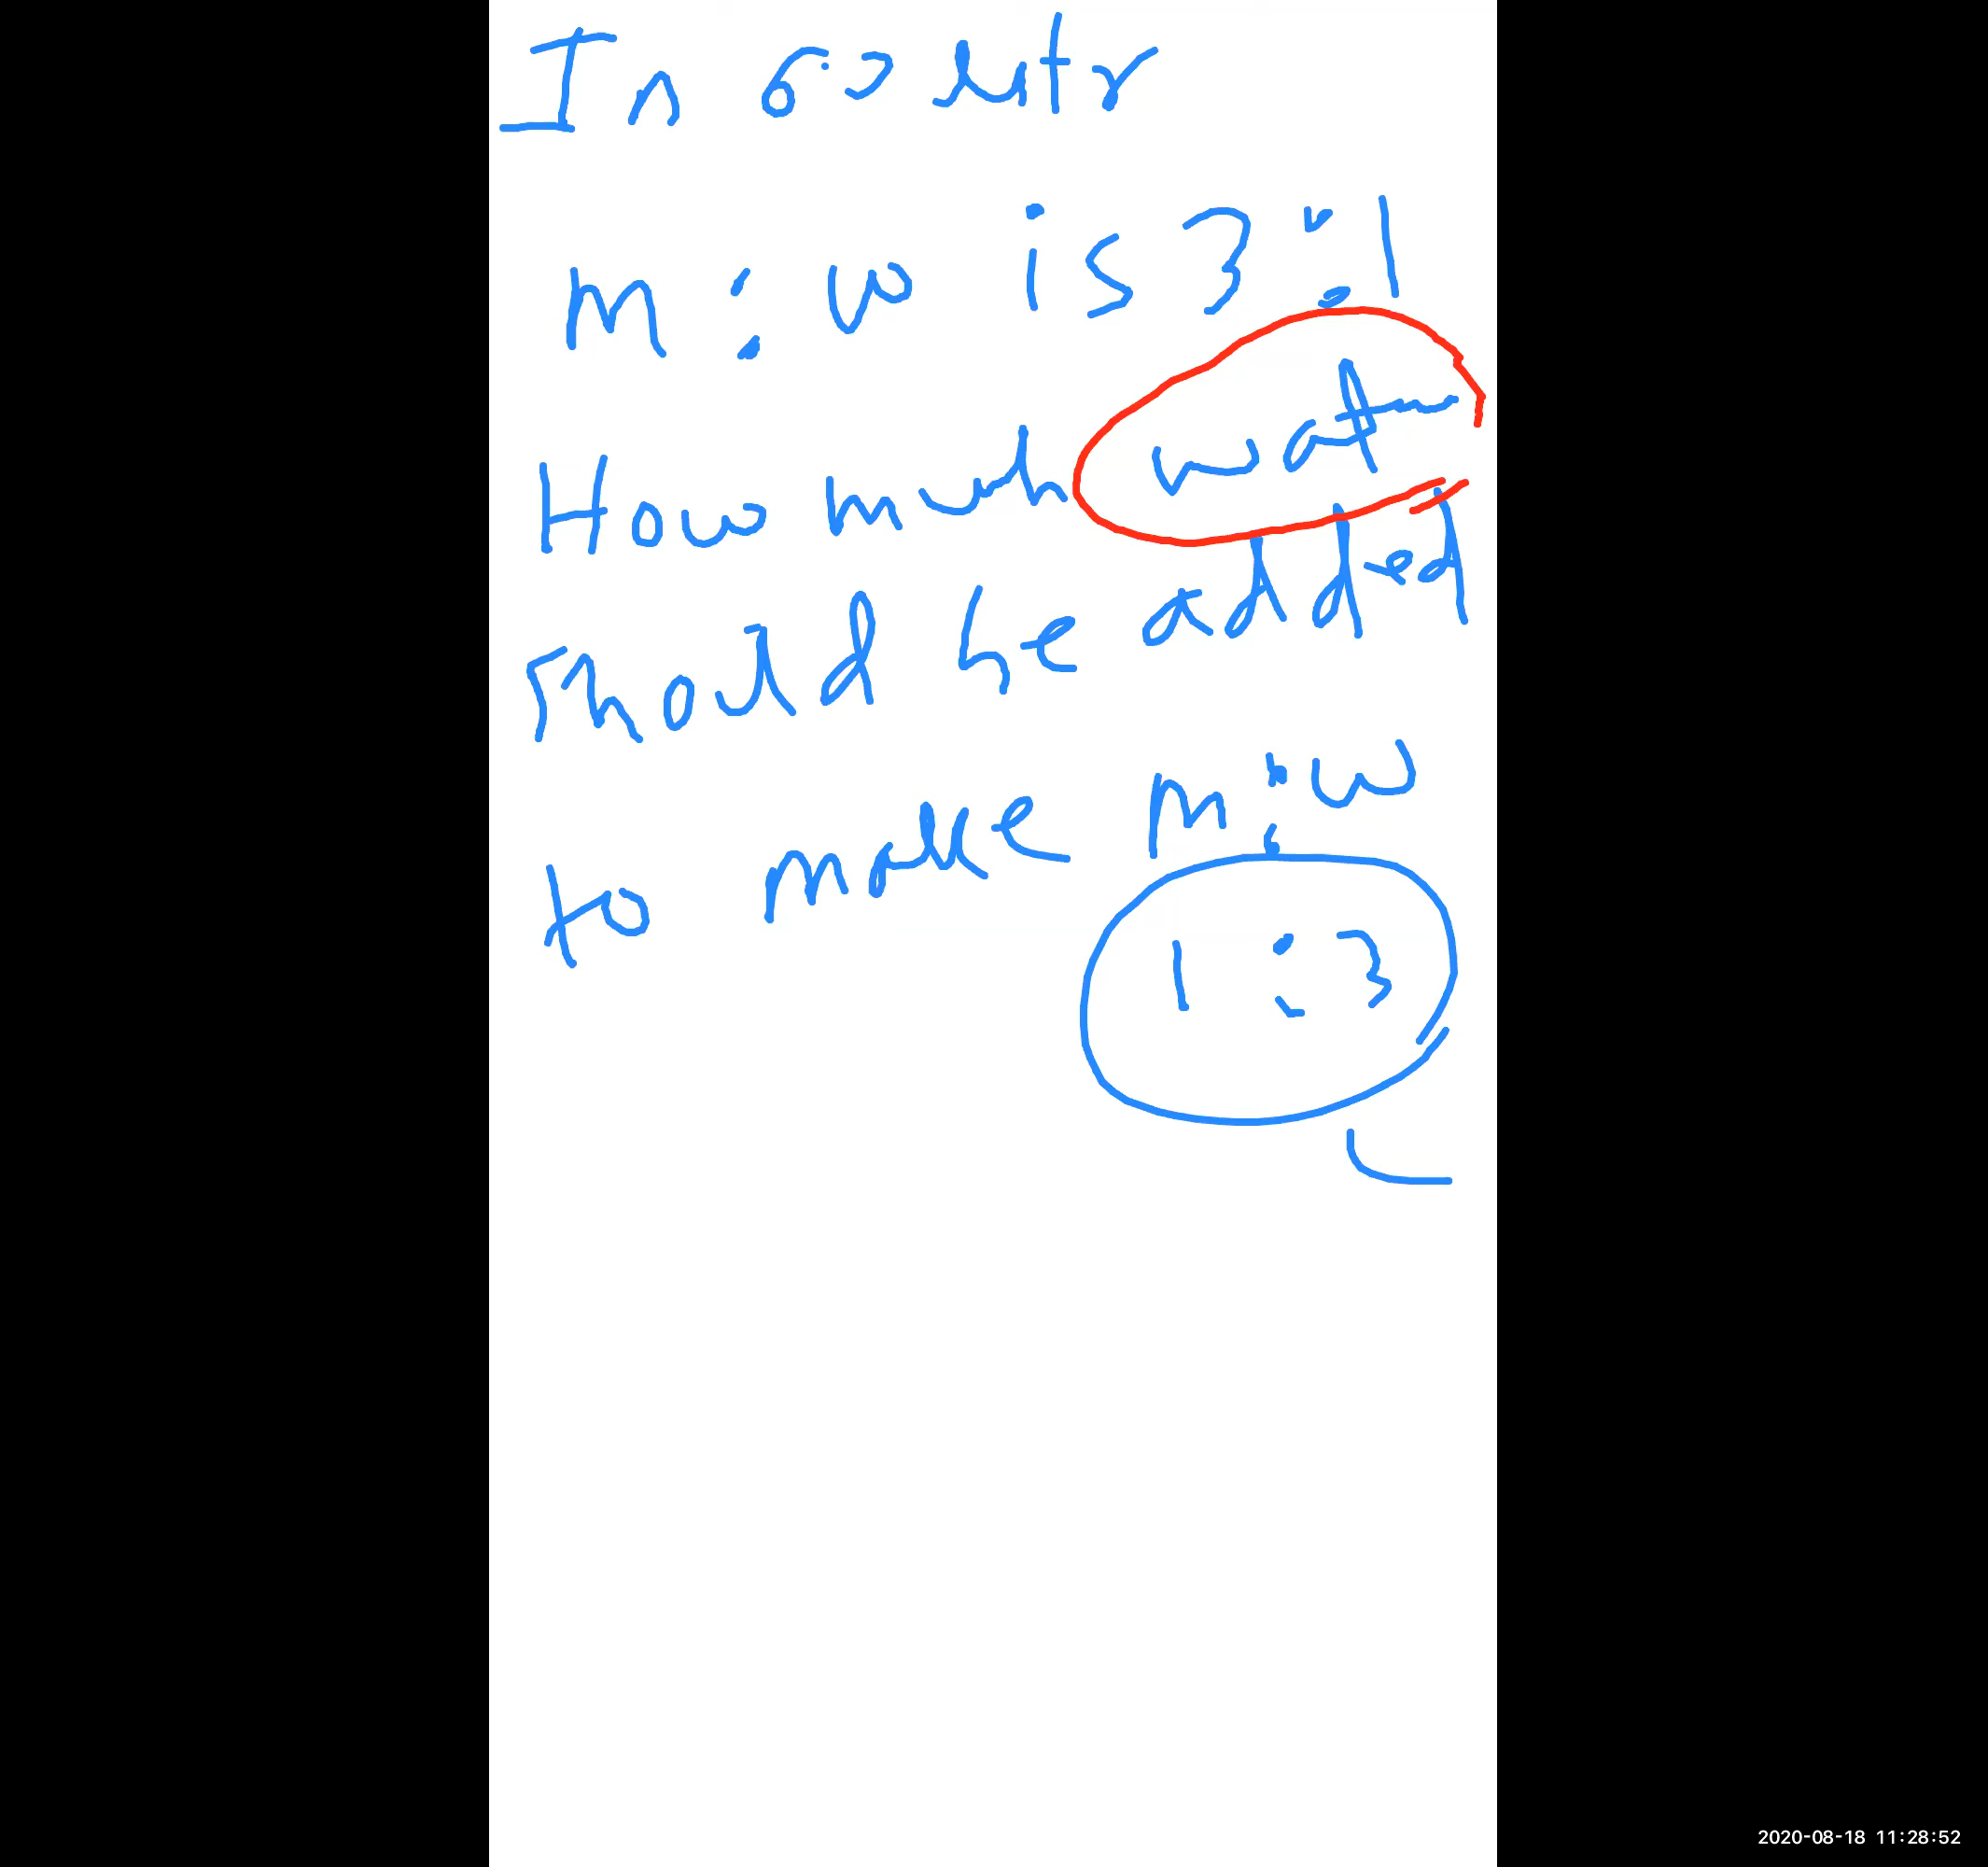 In 60 litr
m : w is 3:1
How much water
should be added
to make m:w
1:3
2020-08-18 11:28:52